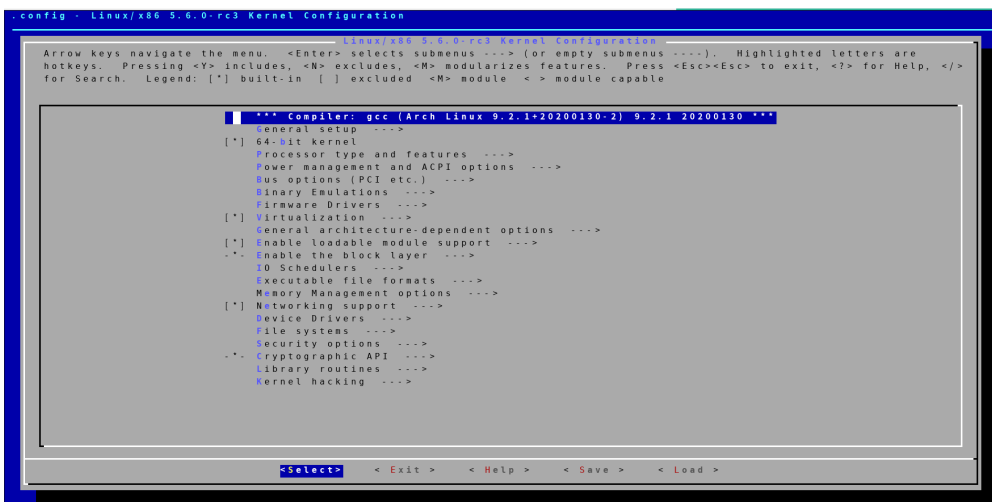 .config - Linux/x86 5.6.0-rc3 Kernel Configuration
Linux/x86 5.6.0-rc3 Kernel Configuration
Arrow keys navigate the menu.  <Enter> selects submenus ---> (or empty submenus ----).  Highlighted letters are
hotkeys.  Pressing <Y> includes, <N> excludes, <M> modularizes features.  Press <Esc><Esc> to exit, <?> for Help, </>
for Search.  Legend: [*] built-in  [ ] excluded  <M> module  < > module capable
*** Compiler: gcc (Arch Linux 9.2.1+20200130-2) 9.2.1 20200130 ***
General setup  --->
[*] 64-bit kernel
Processor type and features  --->
Power management and ACPI options  --->
Bus options (PCI etc.)  --->
Binary Emulations  --->
Firmware Drivers  --->
[*] Virtualization  --->
General architecture-dependent options  --->
[*] Enable loadable module support  --->
-*- Enable the block layer  --->
IO Schedulers  --->
Executable file formats  --->
Memory Management options  --->
[*] Networking support  --->
Device Drivers  --->
File systems  --->
Security options  --->
-*- Cryptographic API  --->
Library routines  --->
Kernel hacking  --->
<Select>    < Exit >    < Help >    < Save >    < Load >